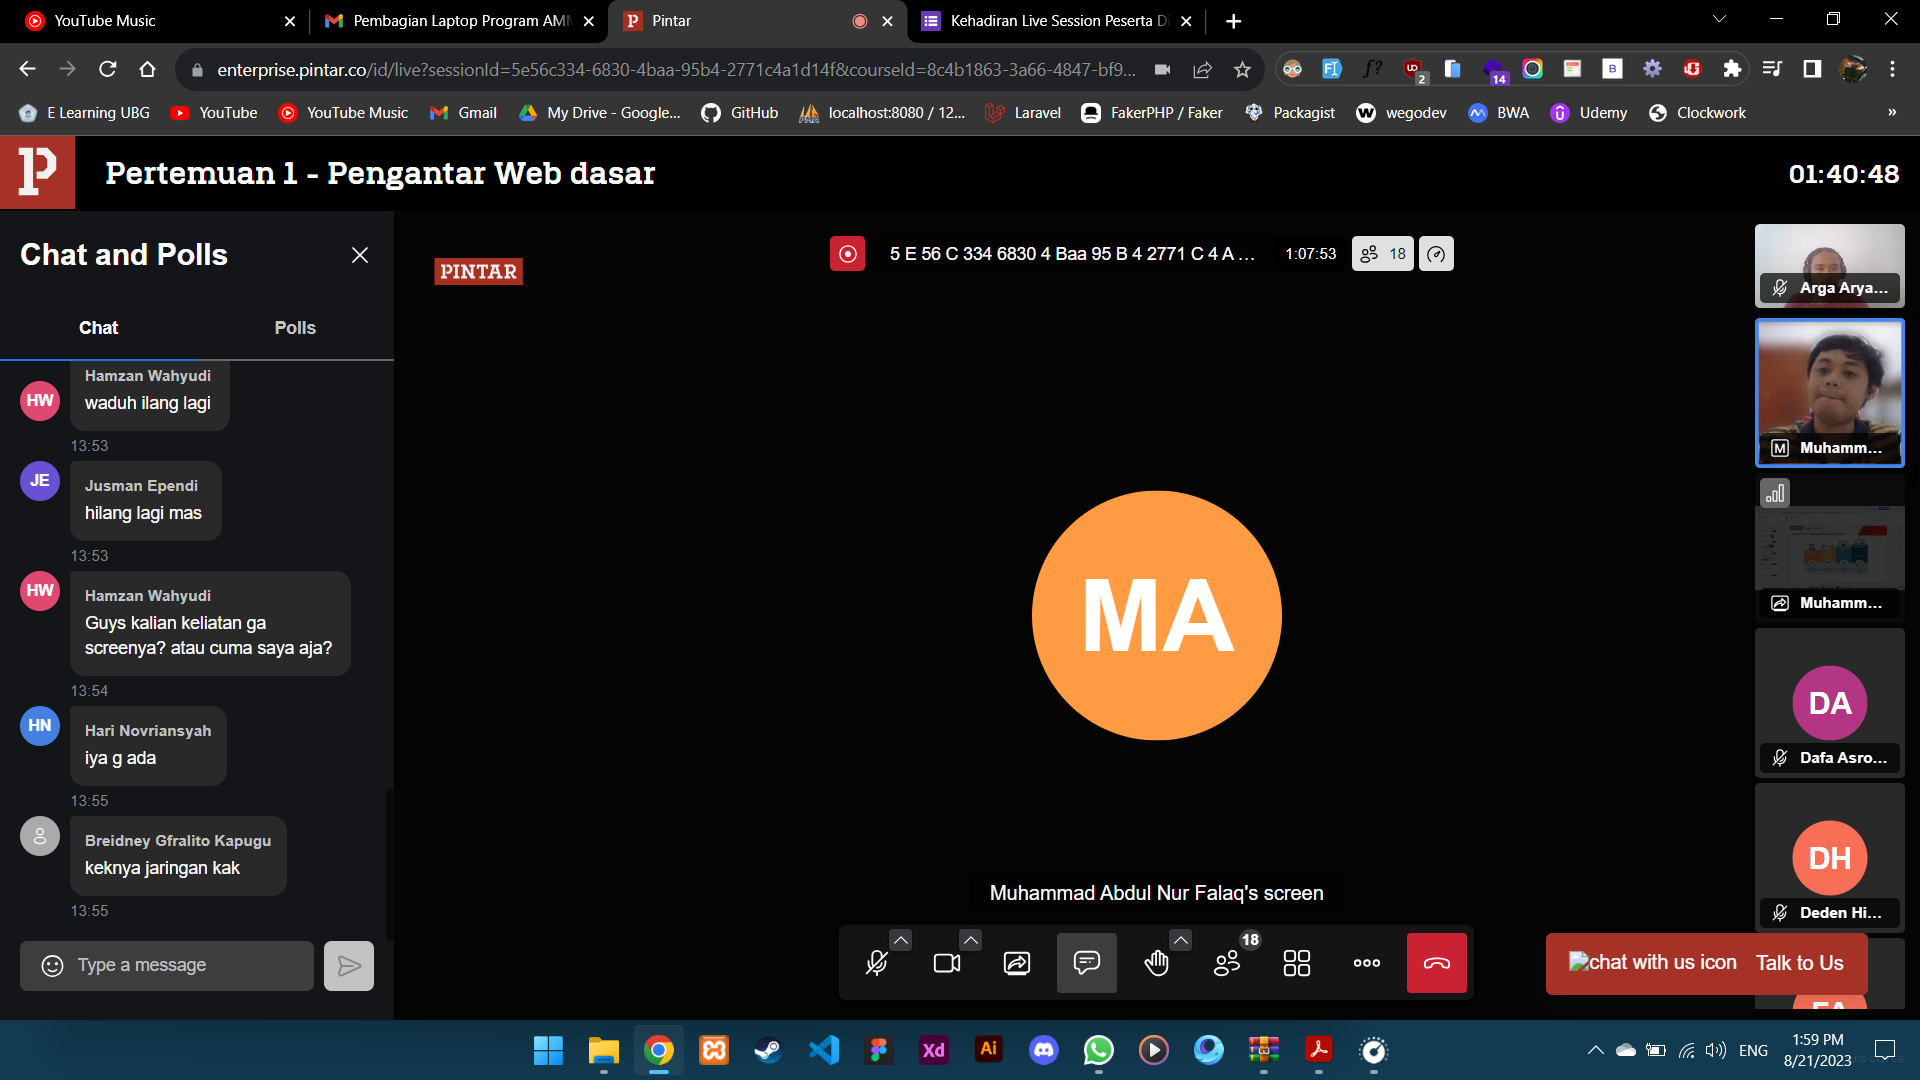 YouTube Music
Pembagian Laptop Program AMM
Pintar
Kehadiran Live Session Peserta Di
enterprise.pintar.co/id/live?sessionId=5e56c334-6830-4baa-95b4-2771c4a1d14f&courseId=8c4b1863-3a66-4847-bf9...
2
14
E Learning UBG
YouTube
YouTube Music
Gmail
My Drive - Google...
GitHub
localhost:8080 / 12...
Laravel
FakerPHP / Faker
Packagist
wegodev
BWA
Udemy
Clockwork
»
P
Pertemuan 1 - Pengantar Web dasar
01:40:48
Chat and Polls
Chat
Polls
Hamzan Wahyudi
HW
waduh ilang lagi
13:53
JE
Jusman Ependi
hilang lagi mas
13:53
HW
Hamzan Wahyudi
Guys kalian keliatan ga
screenya? atau cuma saya aja?
13:54
HN
Hari Novriansyah
iya g ada
13:55
Breidney Gfralito Kapugu
keknya jaringan kak
13:55
Type a message
PINTAR
5 E 56 C 334 6830 4 Baa 95 B 4 2771 C 4 A ...
1:07:53
18
MA
Muhammad Abdul Nur Falaq's screen
18
Arga Arya...
M
Muhamm...
Muhamm...
DA
Dafa Asro...
DH
Deden Hi...
chat with us icon
Talk to Us
Xd
Ai
ENG
1:59 PM
8/21/2023